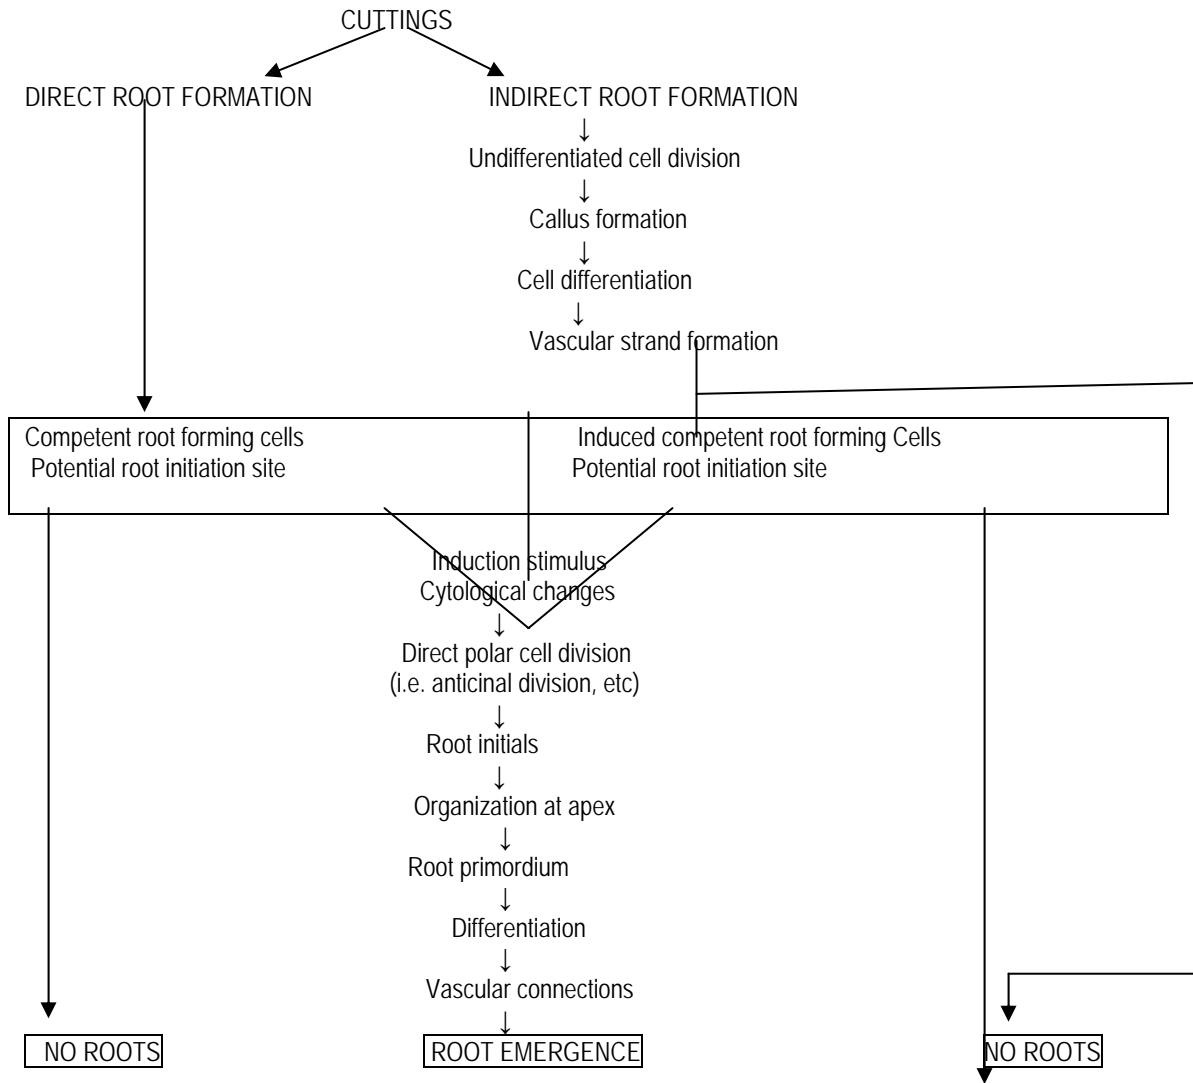 CUTTINGS
DIRECT ROOT FORMATION INDIRECT ROOT FORMATION
↓
Undifferentiated cell division
↓
Callus formation
↓
Cell differentiation
↓
Vascular strand formation
Competent root forming cells Induced competent root forming Cells
Potential root initiation site Potential root initiation site
Induction stimulus
Cytological changes
↓
Direct polar cell division
(i.e. anticinal division, etc)
↓
Root initials
↓
Organization at apex
↓
Root primordium
↓
Differentiation
↓
Vascular connections
↓
NO ROOTS ROOT EMERGENCE NO ROOTS